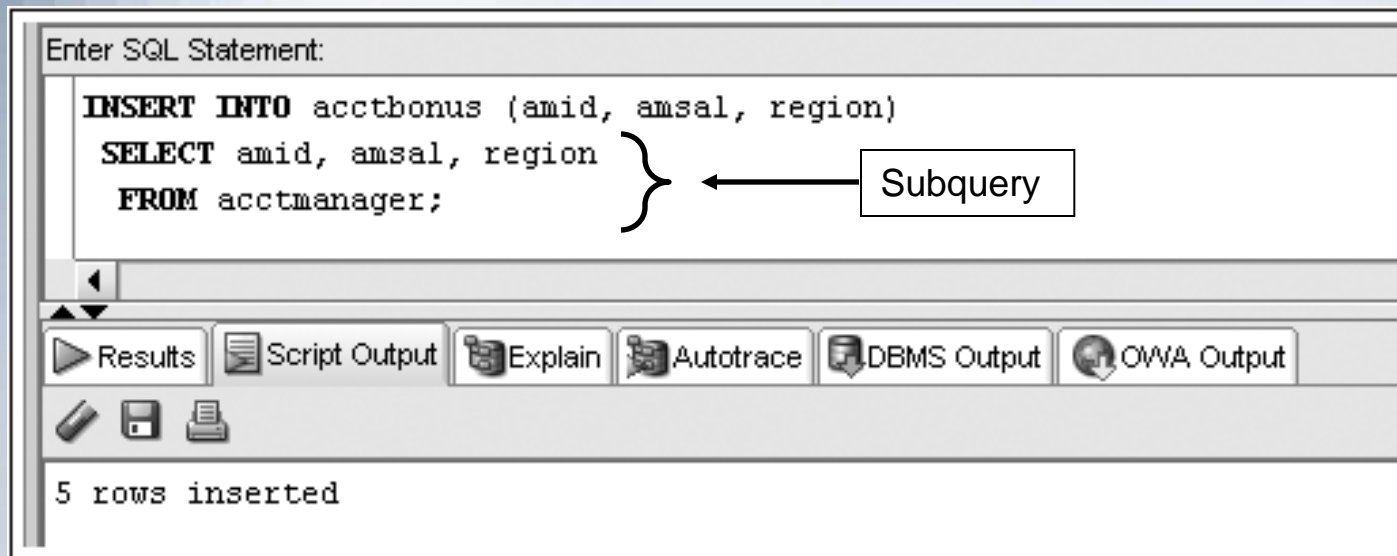 Enter SQL Statement:
INSERT INTO acctbonus (amid, amsal, region)
SELECT amid, amsal, region
FROM acctmanager;
Subquery
Results Script Output Explain Autotrace DBMS Output OWA Output
5 rows inserted